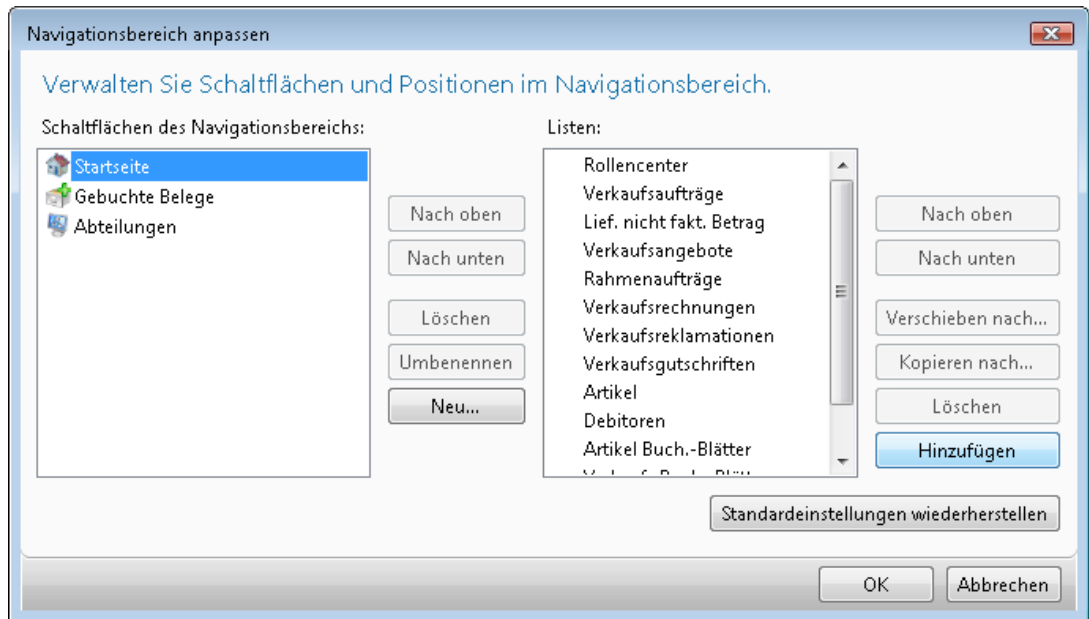 Navigationsbereich anpassen
Verwalten Sie Schaltflächen und Positionen im Navigationsbereich.
Schaltflächen des Navigationsbereichs:
Startseite
Gebuchte Belege
Abteilungen
Nach oben
Nach unten
Löschen
Umbenennen
Neu...
Listen:
Rollencenter
Verkaufsaufträge
Lief. nicht fakt. Betrag
Verkaufsangebote
Rahmenaufträge
Verkaufsrechnungen
Verkaufsreklamationen
Verkaufsgutschriften
Artikel
Debitoren
Artikel Buch.-Blätter
Nach oben
Nach unten
Verschieben nach...
Kopieren nach...
Löschen
Hinzufügen
Standardeinstellungen wiederherstellen
OK
Abbrechen